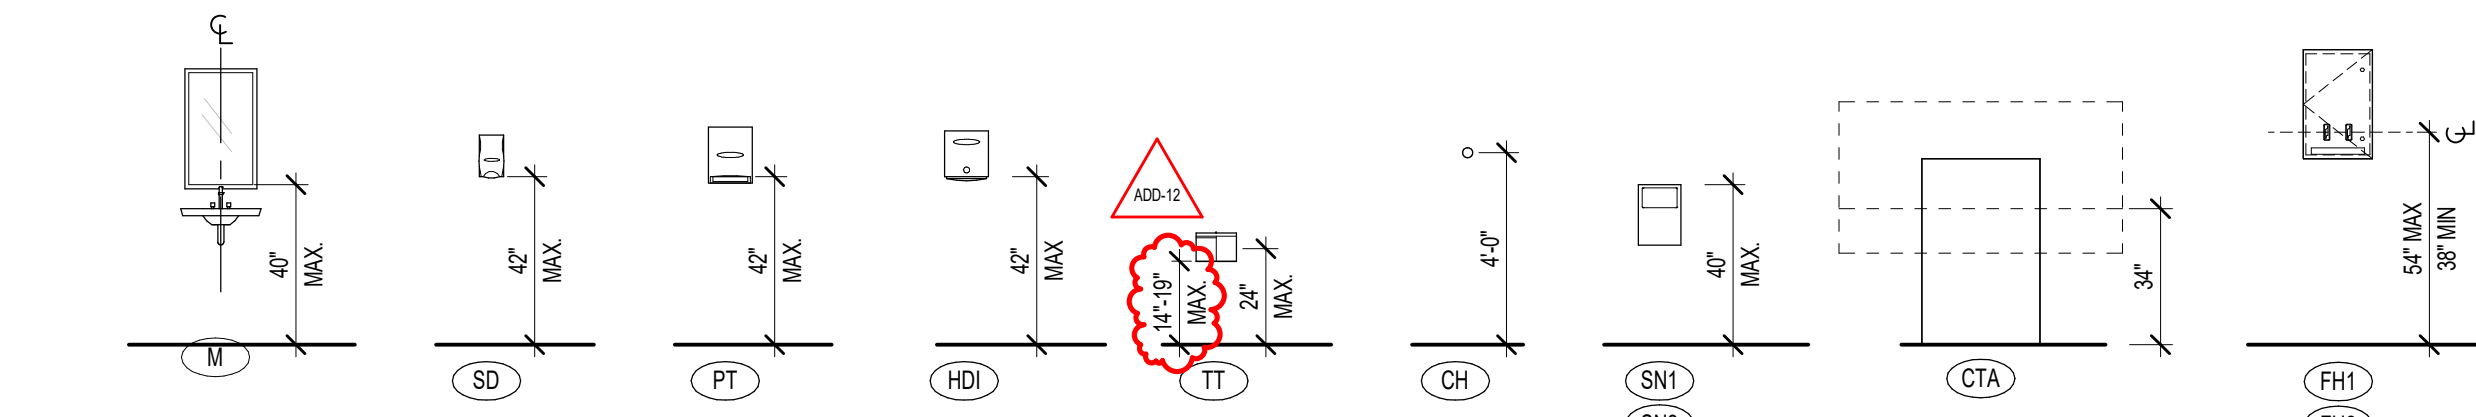 ℄
40" MAX.
M
42" MAX.
SD
42" MAX.
PT
42" MAX
HDI
ADD-12
14"-19" MAX.
24" MAX.
TT
4'-0"
CH
40" MAX.
SN1
34"
CTA
℄
54" MAX
38" MIN
FH1